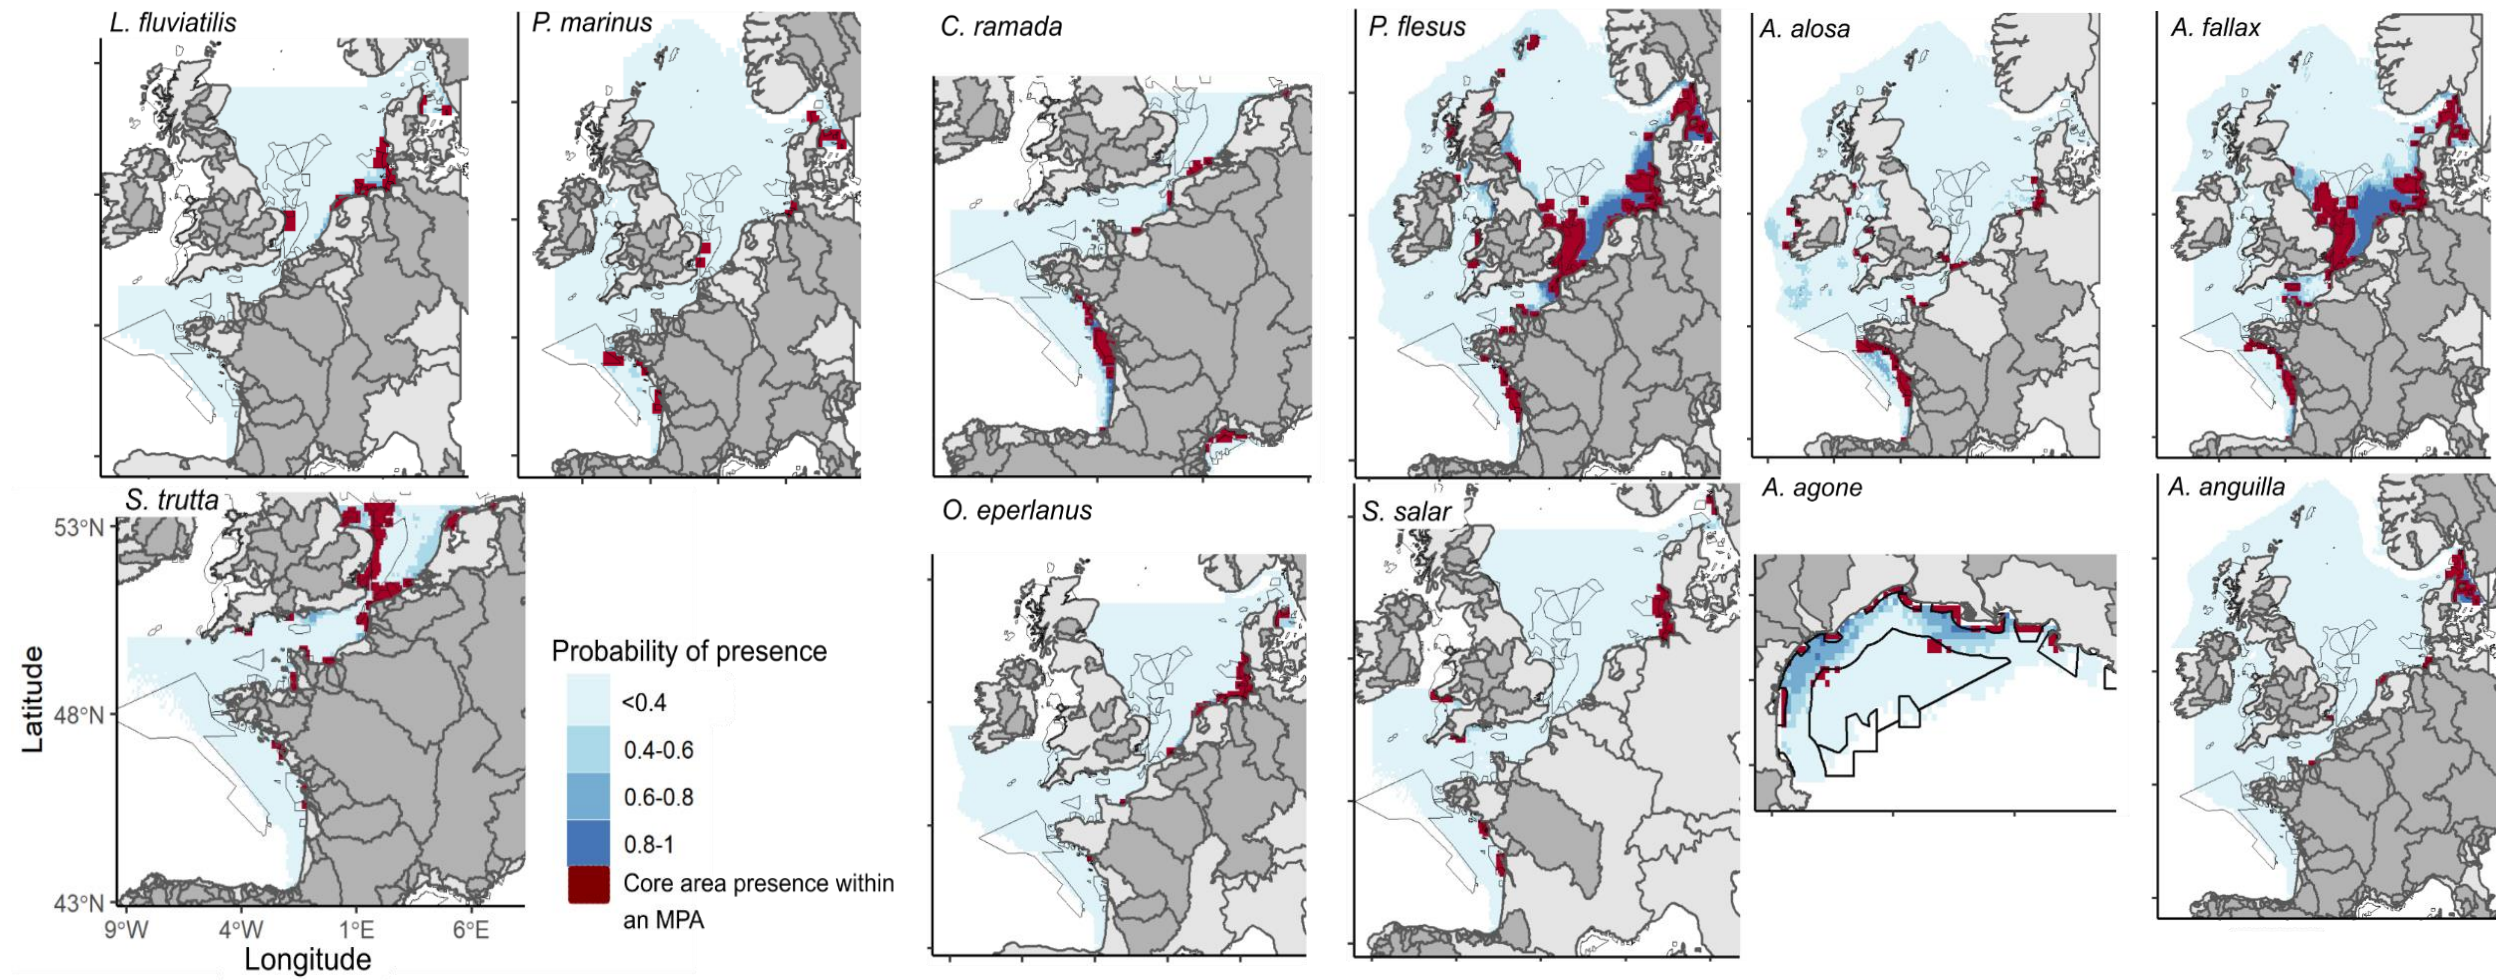 L. fluviatilis
P. marinus
C. ramada
P. flesus
A. alosa
A. fallax
S. trutta
O. eperlanus
S. salar
A. agone
A. anguilla
53°N
48°N
43°N
Latitude
9°W
4°W
1°E
6°E
Longitude
Probability of presence
<0.4
0.4-0.6
0.6-0.8
0.8-1
Core area presence within
an MPA